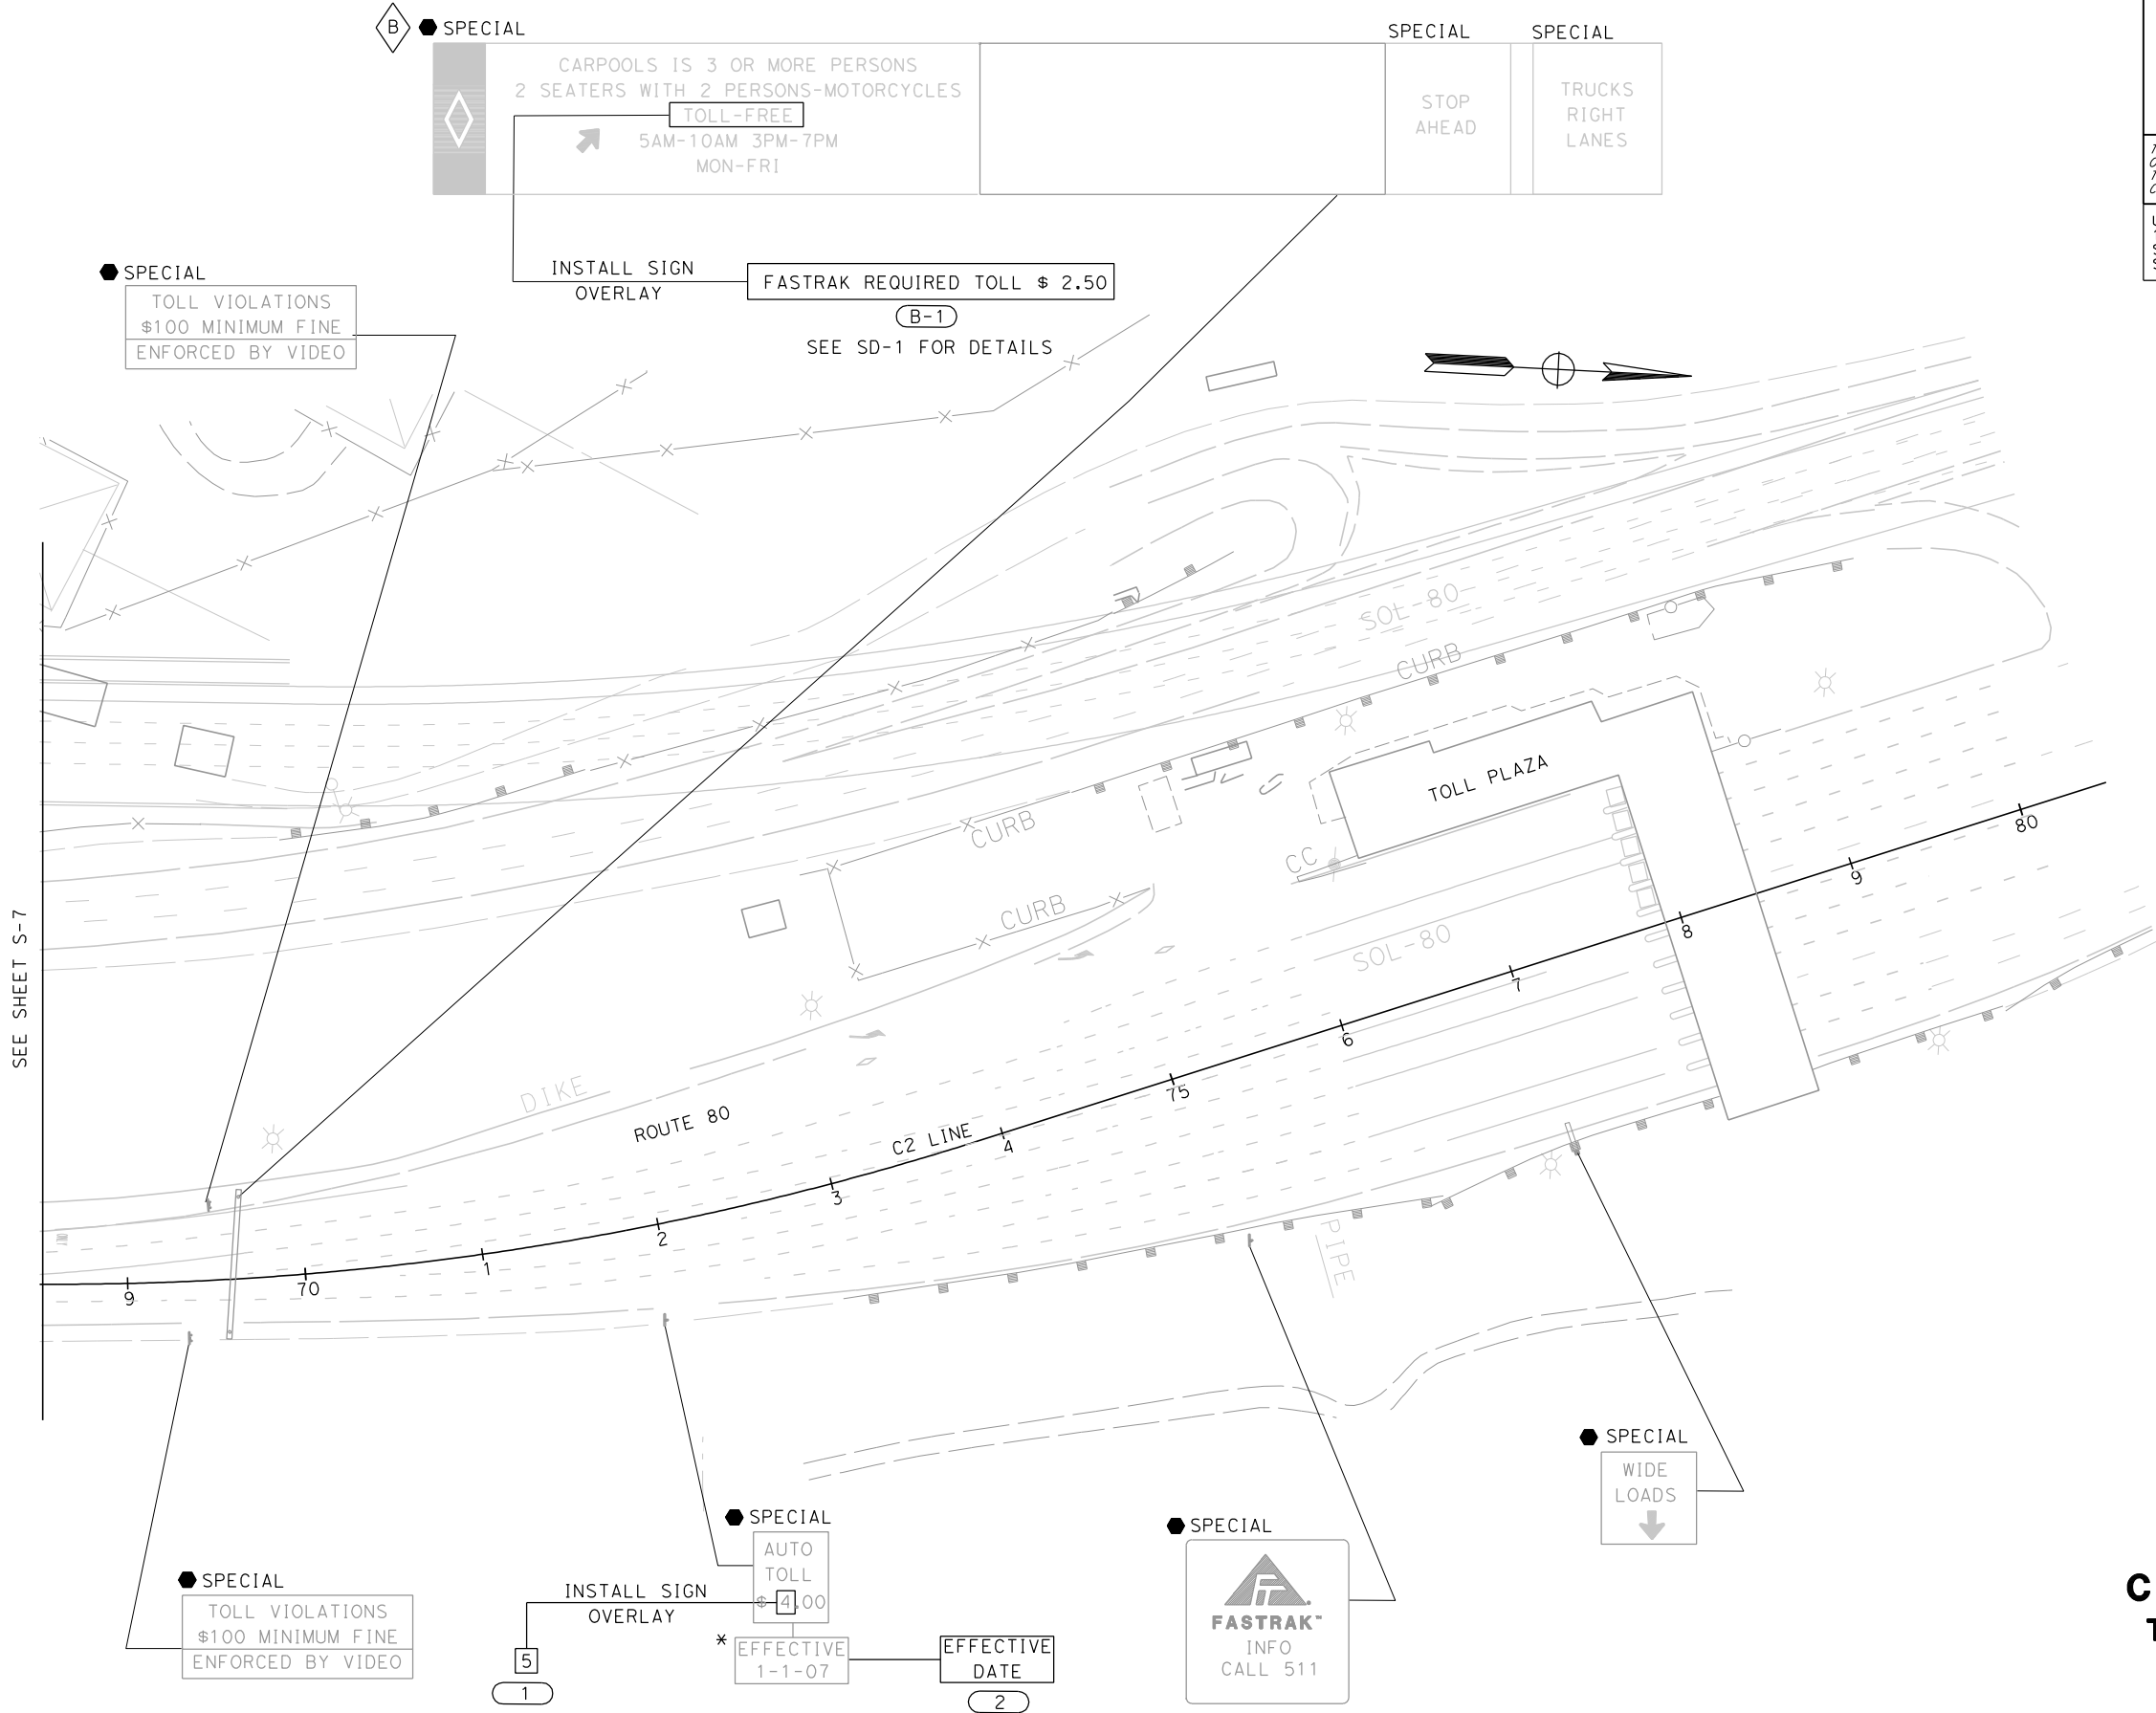 B
SPECIAL
SPECIAL
SPECIAL
CARPOOLS IS 3 OR MORE PERSONS
2 SEATERS WITH 2 PERSONS-MOTORCYCLES
TOLL-FREE
5AM-10AM 3PM-7PM
MON-FRI
STOP
AHEAD
TRUCKS
RIGHT
LANES
INSTALL SIGN
OVERLAY
FASTRAK REQUIRED TOLL $ 2.50
B-1
SEE SD-1 FOR DETAILS
SPECIAL
TOLL VIOLATIONS
$100 MINIMUM FINE
ENFORCED BY VIDEO
SOL-80
CURB
TOLL PLAZA
CURB
CC
CURB
SOL-80
SEE SHEET S-7
DIKE
ROUTE 80
C2 LINE
9
70
1
2
3
4
75
6
7
8
9
80
PIPE
SPECIAL
WIDE
LOADS
SPECIAL
AUTO
TOLL
$ 4.00
INSTALL SIGN
OVERLAY
5
1
*
EFFECTIVE
1-1-07
EFFECTIVE
DATE
2
SPECIAL
FASTRAK™
INFO
CALL 511
SPECIAL
TOLL VIOLATIONS
$100 MINIMUM FINE
ENFORCED BY VIDEO
C